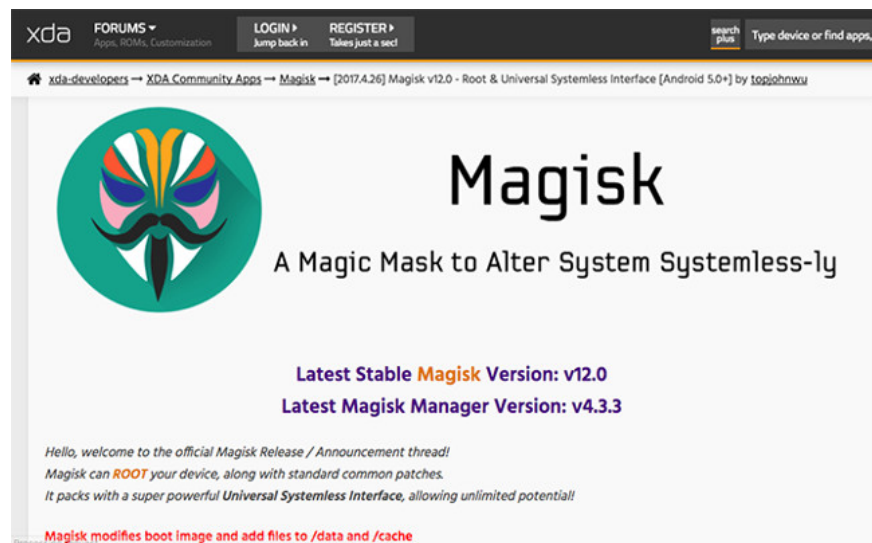 xda
FORUMS ▾
Apps, ROMs, Customization
LOGIN ▸
Jump back in
REGISTER ▸
Takes just a sec!
search plus
Type device or find apps,
xda-developers → XDA Community Apps → Magisk → [2017.4.26] Magisk v12.0 - Root & Universal Systemless Interface [Android 5.0+] by topjohnwu
Magisk
A Magic Mask to Alter System Systemless-ly
Latest Stable Magisk Version: v12.0
Latest Magisk Manager Version: v4.3.3
Hello, welcome to the official Magisk Release / Announcement thread!
Magisk can ROOT your device, along with standard common patches.
It packs with a super powerful Universal Systemless Interface, allowing unlimited potential!
Magisk modifies boot image and add files to /data and /cache